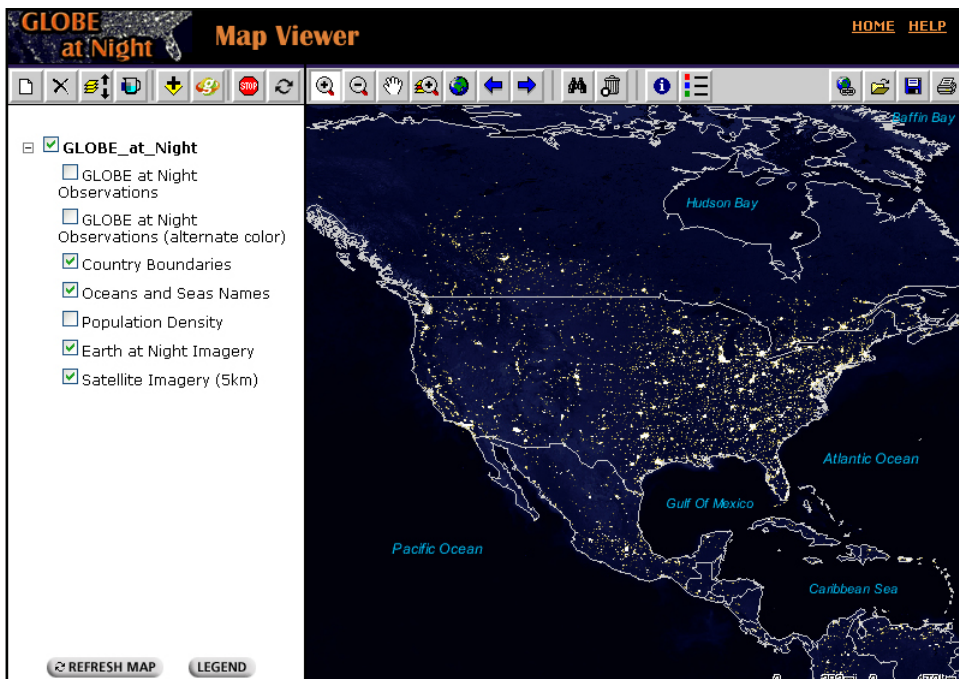 GLOBE
at Night
Map Viewer
HOME HELP
STOP
GLOBE_at_Night
GLOBE at Night
Observations
GLOBE at Night
Observations (alternate color)
Country Boundaries
Oceans and Seas Names
Population Density
Earth at Night Imagery
Satellite Imagery (5km)
REFRESH MAP
LEGEND
Baffin Bay
Hudson Bay
Atlantic Ocean
Gulf Of Mexico
Pacific Ocean
Caribbean Sea